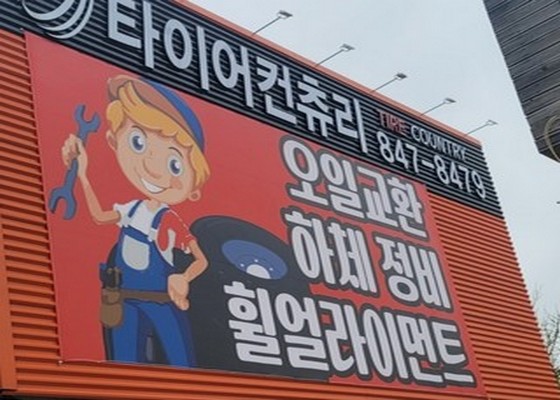 타이어컨츄리
TIRE COUNTRY
847-8479
오일교환
하체 정비
휠얼라이먼트